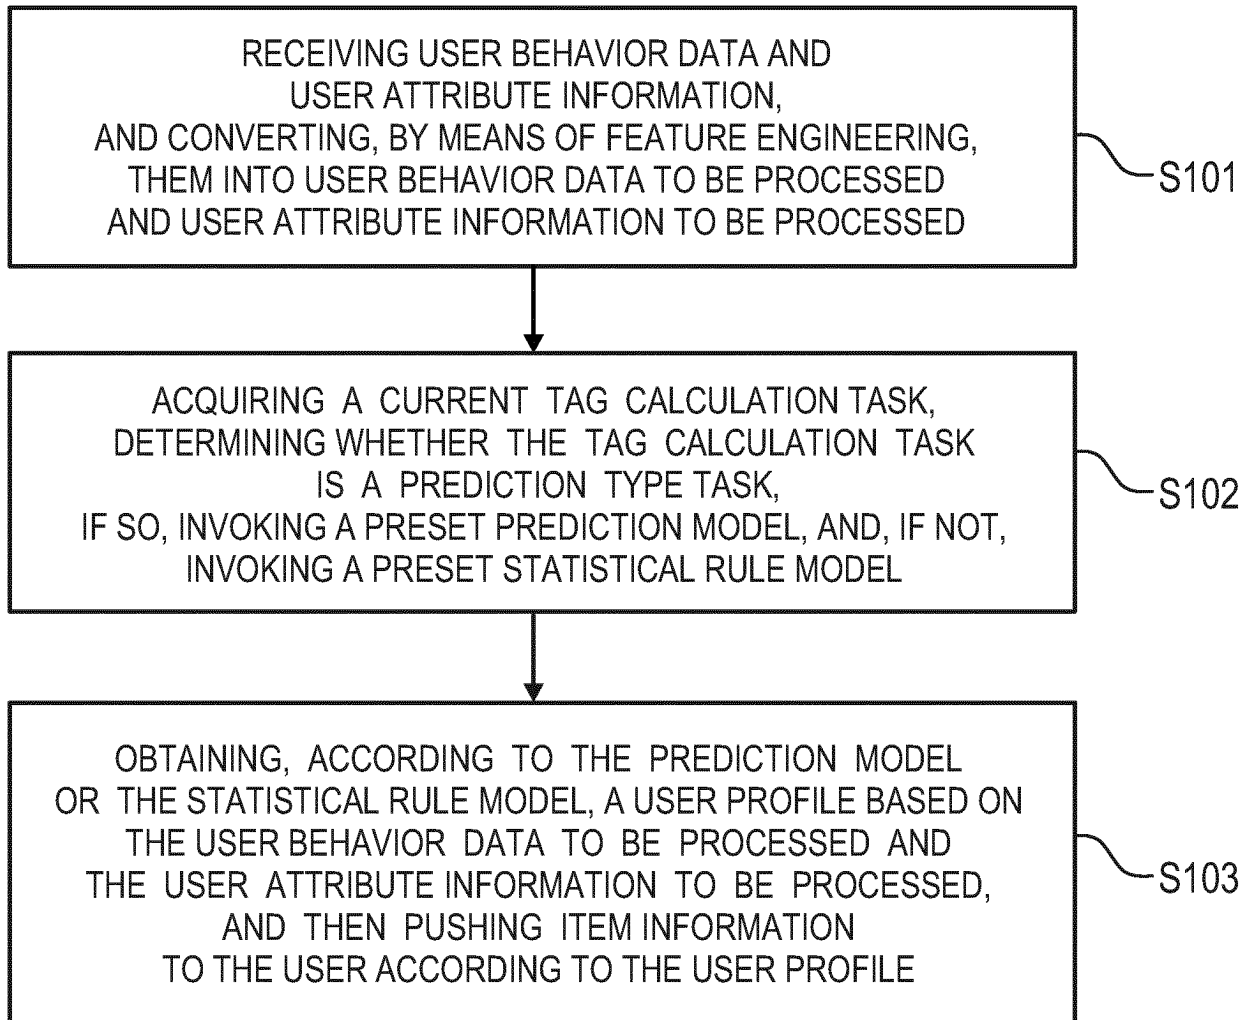 RECEIVING USER BEHAVIOR DATA AND
USER ATTRIBUTE INFORMATION,
AND CONVERTING, BY MEANS OF FEATURE ENGINEERING,
THEM INTO USER BEHAVIOR DATA TO BE PROCESSED
AND USER ATTRIBUTE INFORMATION TO BE PROCESSED
S101
ACQUIRING A CURRENT TAG CALCULATION TASK,
DETERMINING WHETHER THE TAG CALCULATION TASK
IS A PREDICTION TYPE TASK,
IF SO, INVOKING A PRESET PREDICTION MODEL, AND, IF NOT,
INVOKING A PRESET STATISTICAL RULE MODEL
S102
OBTAINING, ACCORDING TO THE PREDICTION MODEL
OR THE STATISTICAL RULE MODEL, A USER PROFILE BASED ON
THE USER BEHAVIOR DATA TO BE PROCESSED AND
THE USER ATTRIBUTE INFORMATION TO BE PROCESSED,
AND THEN PUSHING ITEM INFORMATION
TO THE USER ACCORDING TO THE USER PROFILE
S103